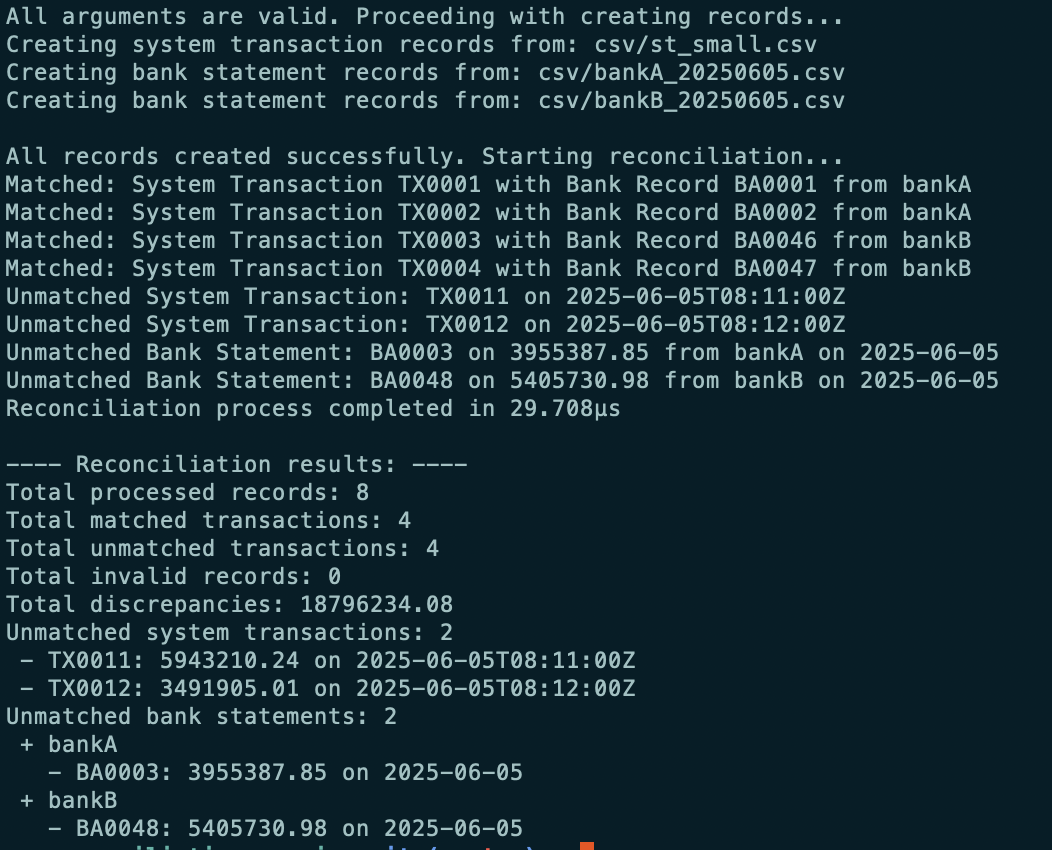 All arguments are valid. Proceeding with creating records...
Creating system transaction records from: csv/st_small.csv
Creating bank statement records from: csv/bankA_20250605.csv
Creating bank statement records from: csv/bankB_20250605.csv
All records created successfully. Starting reconciliation...
Matched: System Transaction TX0001 with Bank Record BA0001 from bankA
Matched: System Transaction TX0002 with Bank Record BA0002 from bankA
Matched: System Transaction TX0003 with Bank Record BA0046 from bankB
Matched: System Transaction TX0004 with Bank Record BA0047 from bankB
Unmatched System Transaction: TX0011 on 2025-06-05T08:11:00Z
Unmatched System Transaction: TX0012 on 2025-06-05T08:12:00Z
Unmatched Bank Statement: BA0003 on 3955387.85 from bankA on 2025-06-05
Unmatched Bank Statement: BA0048 on 5405730.98 from bankB on 2025-06-05
Reconciliation process completed in 29.708µs
---- Reconciliation results: ----
Total processed records: 8
Total matched transactions: 4
Total unmatched transactions: 4
Total invalid records: 0
Total discrepancies: 18796234.08
Unmatched system transactions: 2
- TX0011: 5943210.24 on 2025-06-05T08:11:00Z
- TX0012: 3491905.01 on 2025-06-05T08:12:00Z
Unmatched bank statements: 2
+ bankA
- BA0003: 3955387.85 on 2025-06-05
+ bankB
- BA0048: 5405730.98 on 2025-06-05